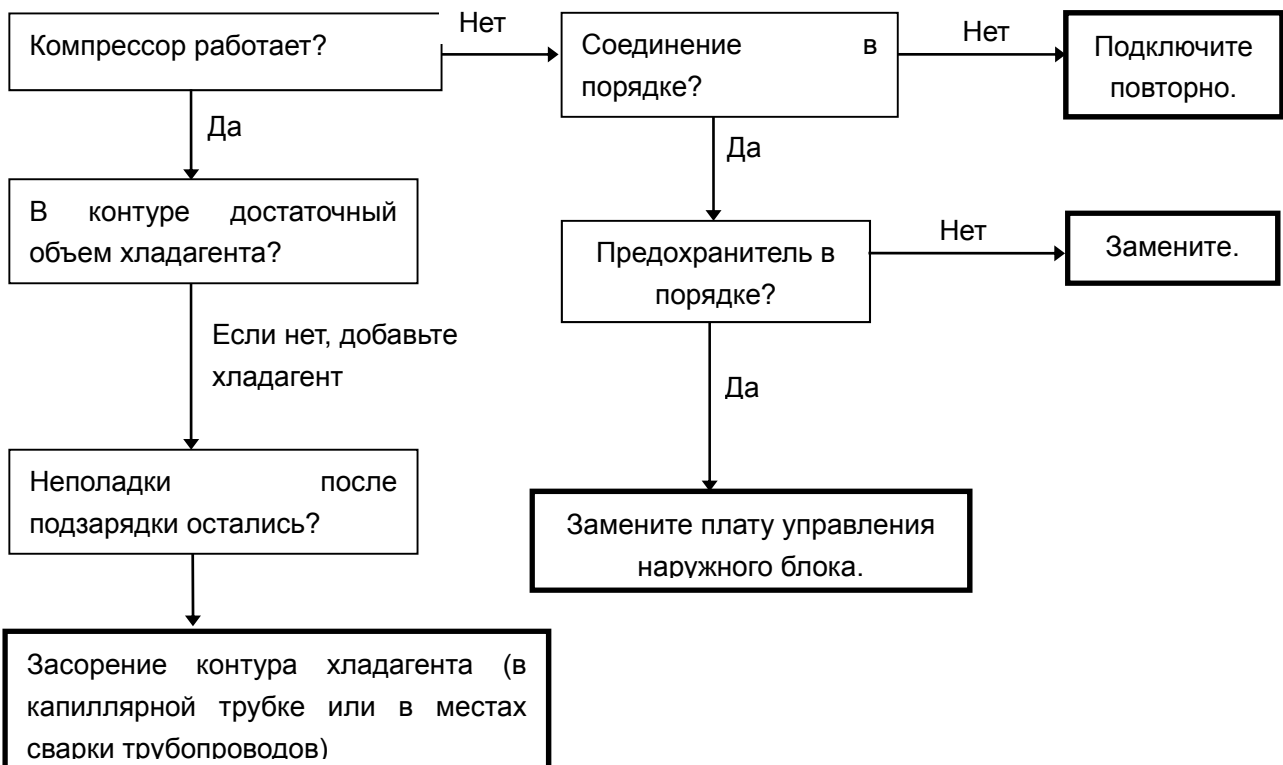 Компрессор работает?
Нет
Соединение в
порядке?
Нет
Подключите
повторно.
Да
Да
В контуре достаточный
объем хладагента?
Предохранитель в
порядке?
Нет
Замените.
Если нет, добавьте
хладагент
Да
Неполадки после
подзарядки остались?
Замените плату управления
наружного блока.
Засорение контура хладагента (в
капиллярной трубке или в местах
сварки трубопроводов)